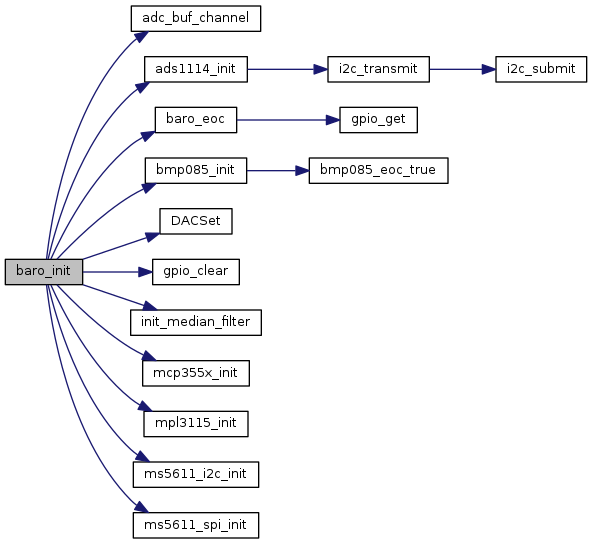 adc_buf_channel
ads1114_init
i2c_transmit
i2c_submit
baro_eoc
gpio_get
bmp085_init
bmp085_eoc_true
DACSet
baro_init
gpio_clear
init_median_filter
mcp355x_init
mpl3115_init
ms5611_i2c_init
ms5611_spi_init